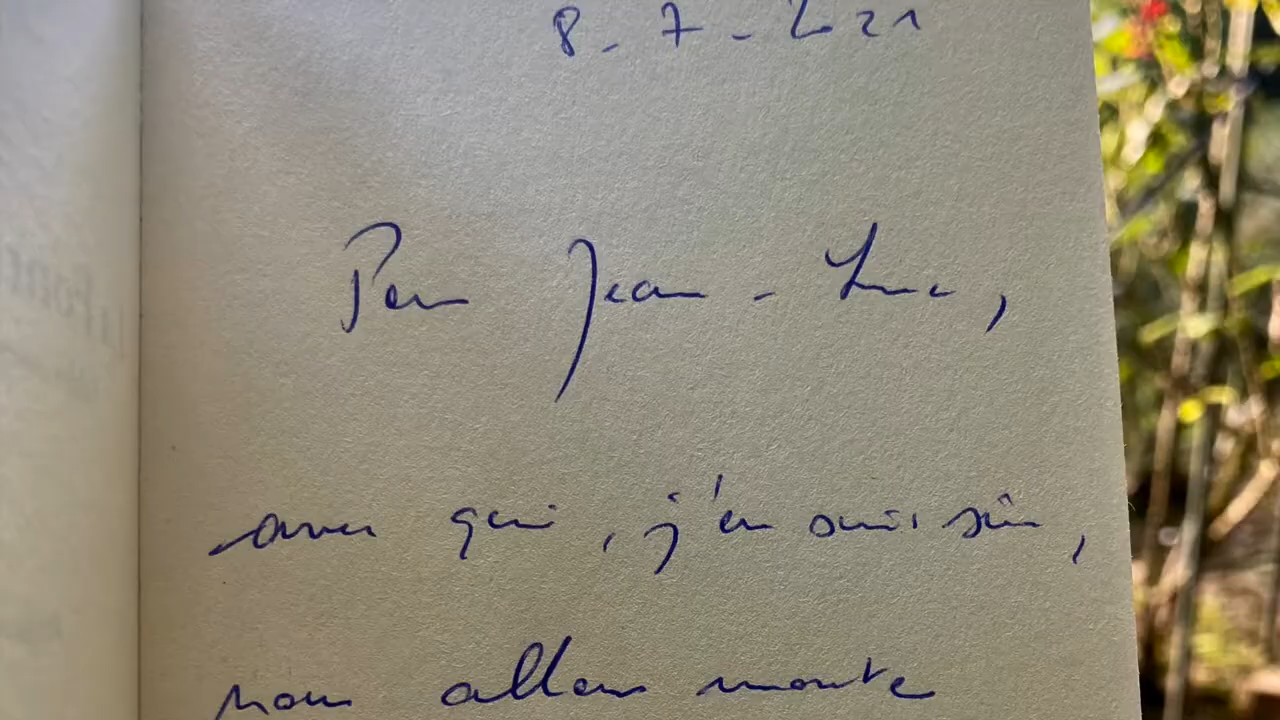 8-7-2021
Pour Jean-Luc,
avec qui, j'en suis sûr,
nous allons monter